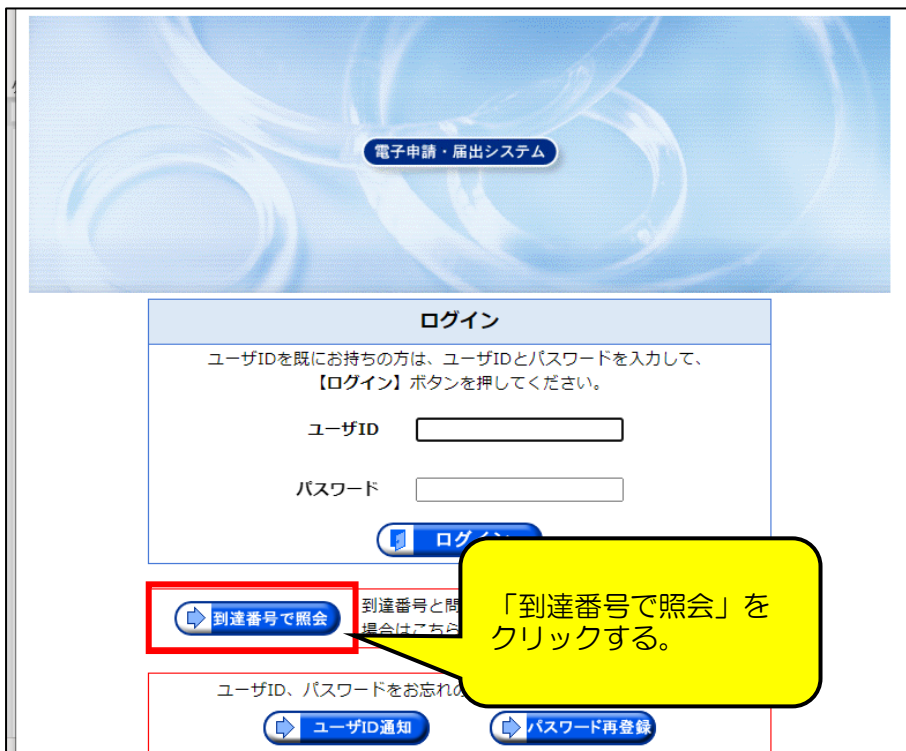 電子申請・届出システム
ログイン
ユーザIDを既にお持ちの方は、ユーザIDとパスワードを入力して、
【ログイン】ボタンを押してください。
ユーザID
パスワード
ログイン
到達番号で照会
到達番号と問
場合はこちら
「到達番号で照会」を
クリックする。
ユーザID、パスワードをお忘れの
ユーザID通知
パスワード再登録